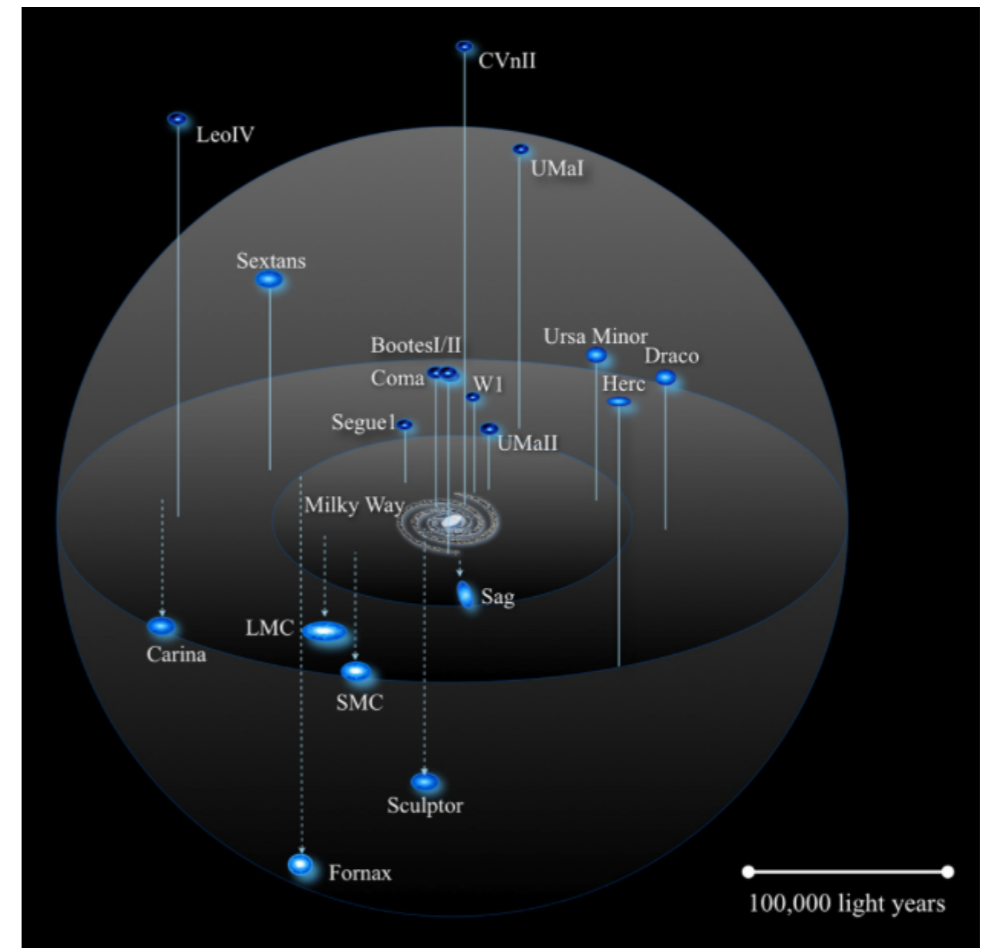 CVnII
LeoIV
UMaI
Sextans
Ursa Minor
BootesI/II
Draco
Coma
W1
Herc
Segue1
UMaII
Milky Way
Sag
LMC
Carina
SMC
Sculptor
Fornax
100,000 light years